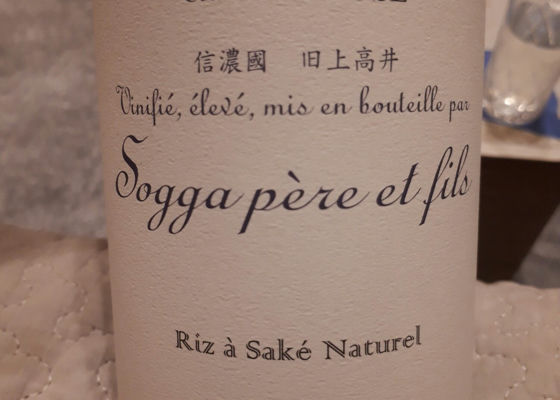 信濃國 旧上高井
Vinifié, élevé, mis en bouteille par
Sogga père et fils
Riz à Saké Naturel